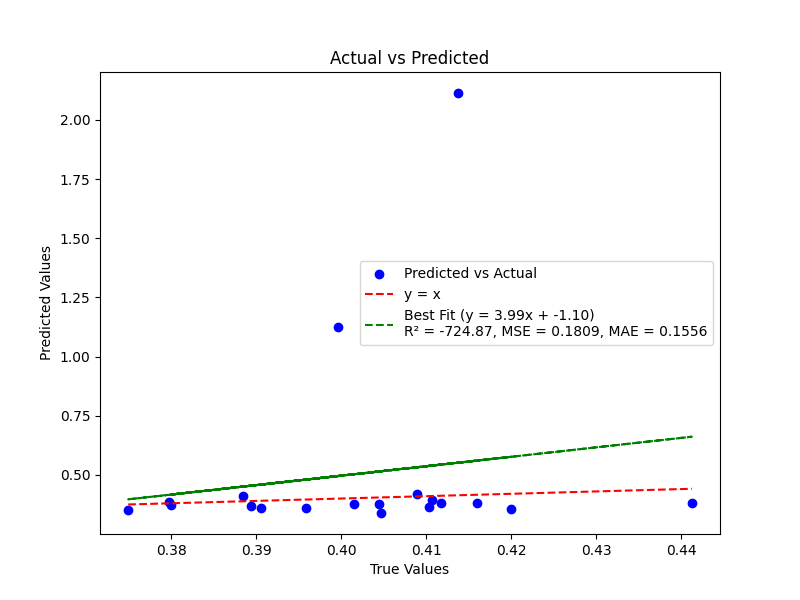 Actual vs Predicted
2.00
1.75
1.50
1.25
1.00
0.75
0.50
Predicted Values
Predicted vs Actual
y = x
Best Fit (y = 3.99x + -1.10)
R² = -724.87, MSE = 0.1809, MAE = 0.1556
0.38 0.39 0.40 0.41 0.42 0.43 0.44
True Values